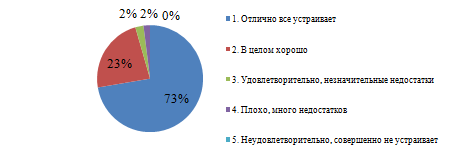 2% 2% 0%
1. Отлично все устраивает
2. В целом хорошо
23%
3. Удовлетворительно, незначительные недостатки
73%
4. Плохо, много недостатков
5. Неудовлетворительно, совершенно не устраивает